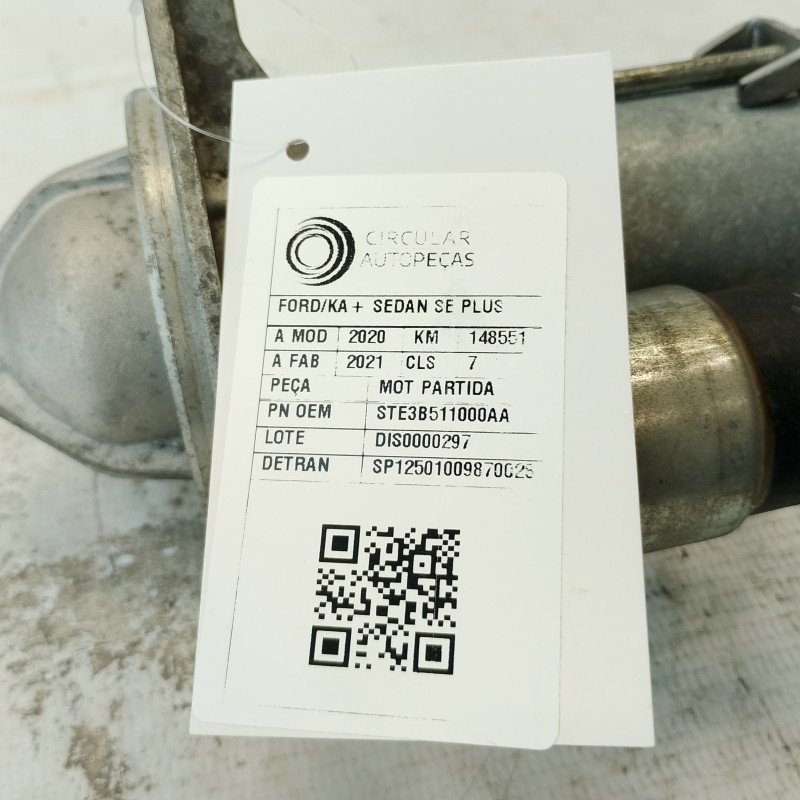 CIRCULAR
AUTOPEÇAS
FORD/KA + SEDAN SE PLUS
A MOD 2020 KM 148551
A FAB 2021 CLS 7
PEÇA MOT PARTIDA
PN OEM STE3B511000AA
LOTE DIS0000297
DETRAN SP12501009870025